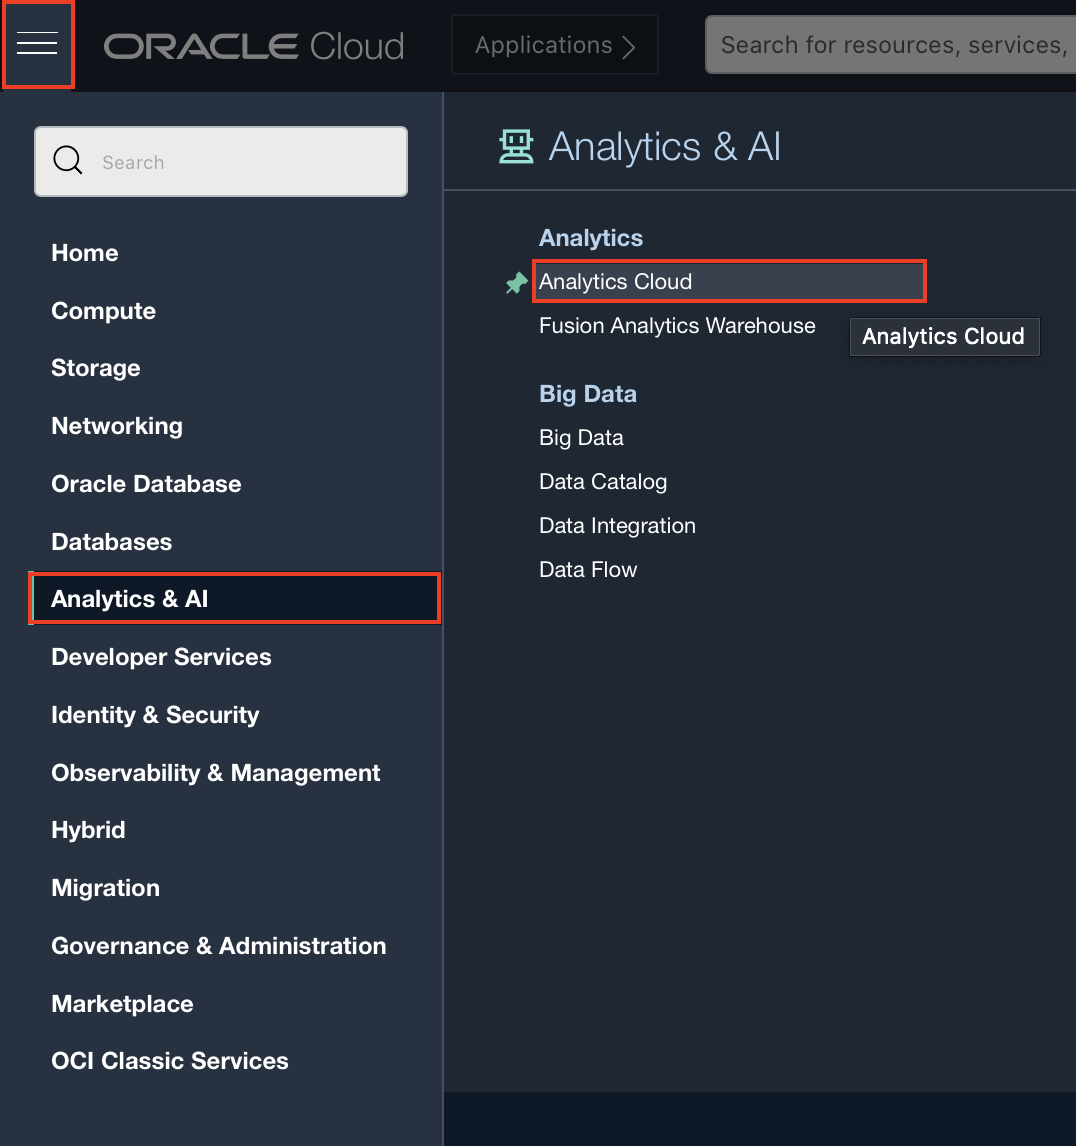 ORACLE Cloud
Applications
Search for resources, services,
Search
Home
Compute
Storage
Networking
Oracle Database
Databases
Analytics & AI
Developer Services
Identity & Security
Observability & Management
Hybrid
Migration
Governance & Administration
Marketplace
OCI Classic Services
Analytics & AI
Analytics
Analytics Cloud
Fusion Analytics Warehouse
Analytics Cloud
Big Data
Big Data
Data Catalog
Data Integration
Data Flow